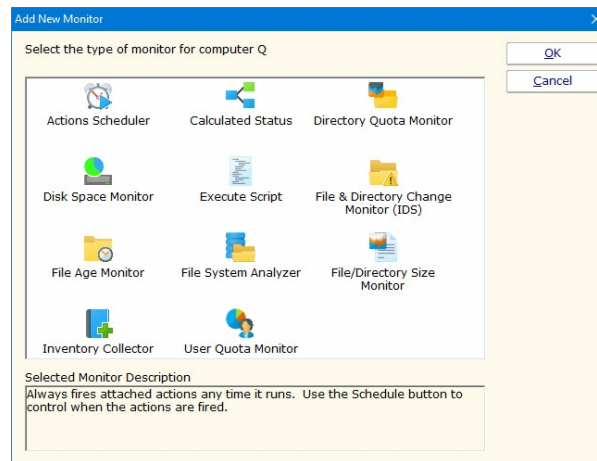 Add New Monitor
Select the type of monitor for computer Q
OK
Cancel
Actions Scheduler
Calculated Status
Directory Quota Monitor
Disk Space Monitor
Execute Script
File & Directory Change
Monitor (IDS)
File Age Monitor
File System Analyzer
File/Directory Size
Monitor
Inventory Collector
User Quota Monitor
Selected Monitor Description
Always fires attached actions any time it runs. Use the Schedule button to
control when the actions are fired.